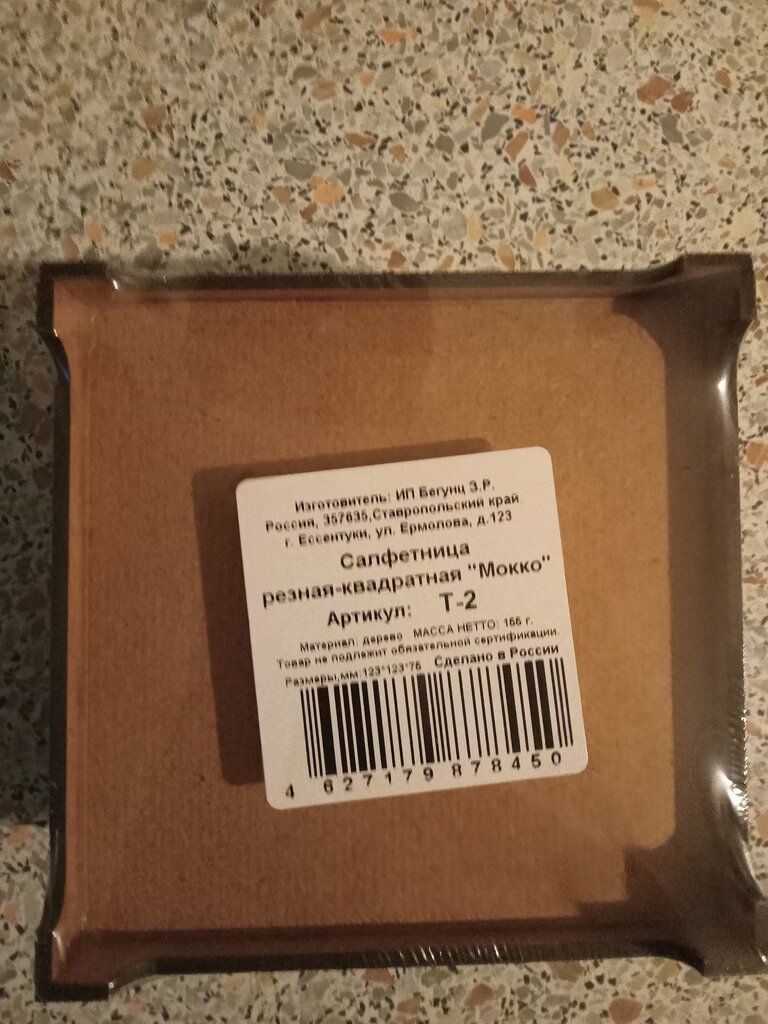 Изготовитель: ИП Бегунц З.Р.
Россия, 357635,Ставропольский край
г. Ессентуки, ул. Ермолова, д.123
Салфетница
резная-квадратная "Мокко"
Артикул: Т-2
Материал: дерево МАССА НЕТТО: 166 г.
Товар не подлежит обязательной сертификации.
Размеры,мм:123*123*75 Сделано в России
4 627179 878450